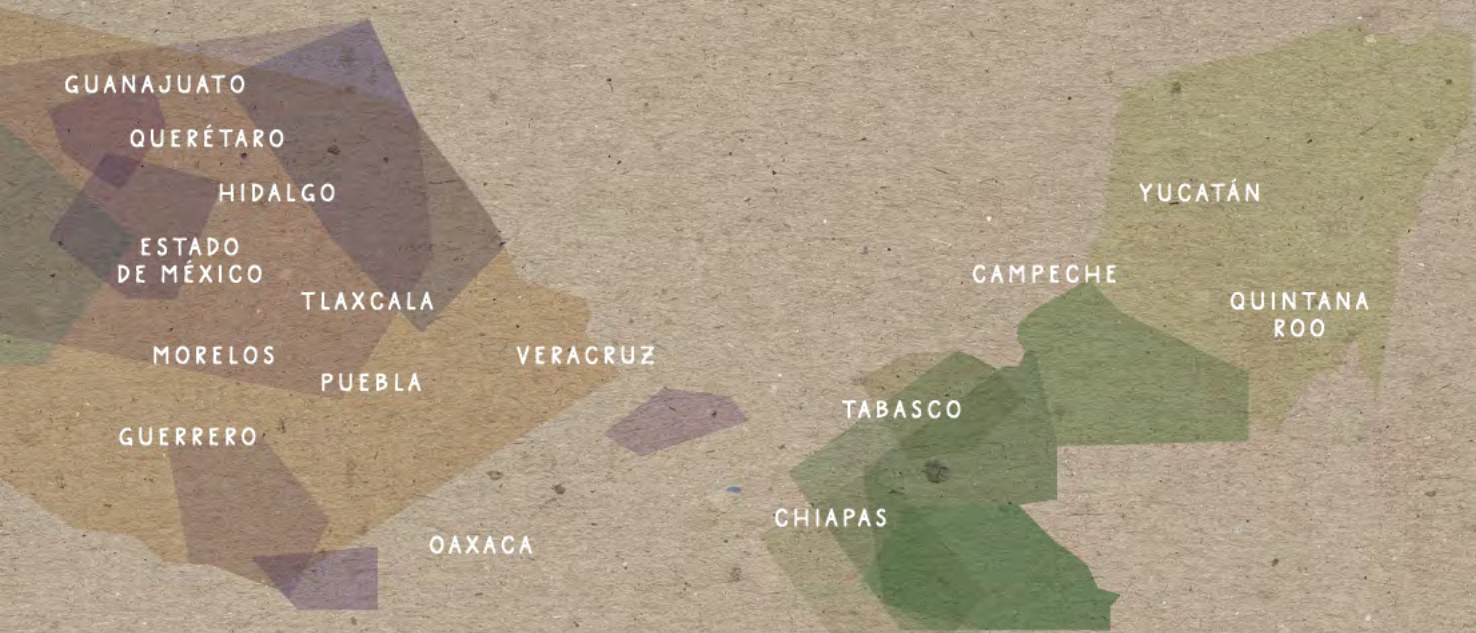 GUANAJUATO
QUERÉTARO
HIDALGO
ESTADO
DE MÉXICO
TLAXCALA
MORELOS
PUEBLA
GUERRERO
VERACRUZ
OAXACA
TABASCO
CHIAPAS
CAMPECHE
YUCATÁN
QUINTANA
ROO